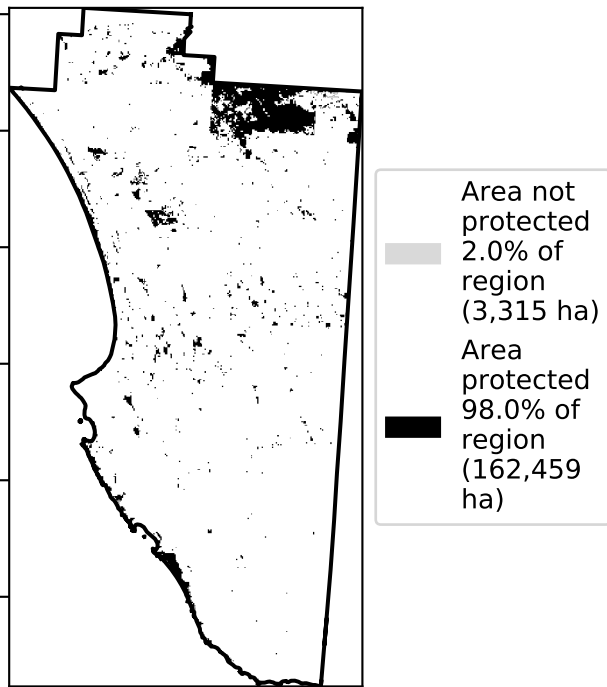 Area not
protected
2.0% of
region
(3,315 ha)
Area
protected
98.0% of
region
(162,459
ha)